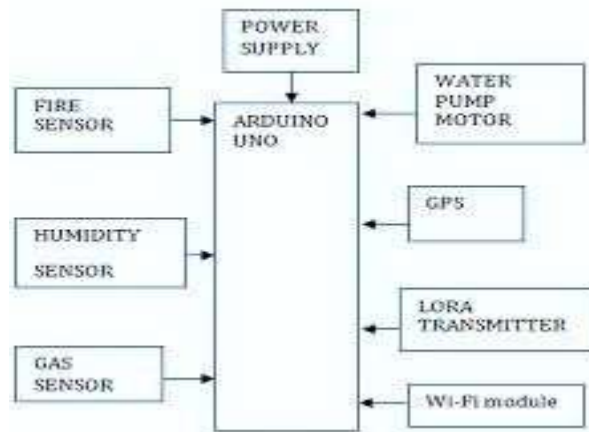 POWER
SUPPLY
FIRE
SENSOR
ARDUINO
UNO
WATER
PUMP
MOTOR
HUMIDITY
SENSOR
GPS
LORA
TRANSMITTER
GAS
SENSOR
Wi-Fi module